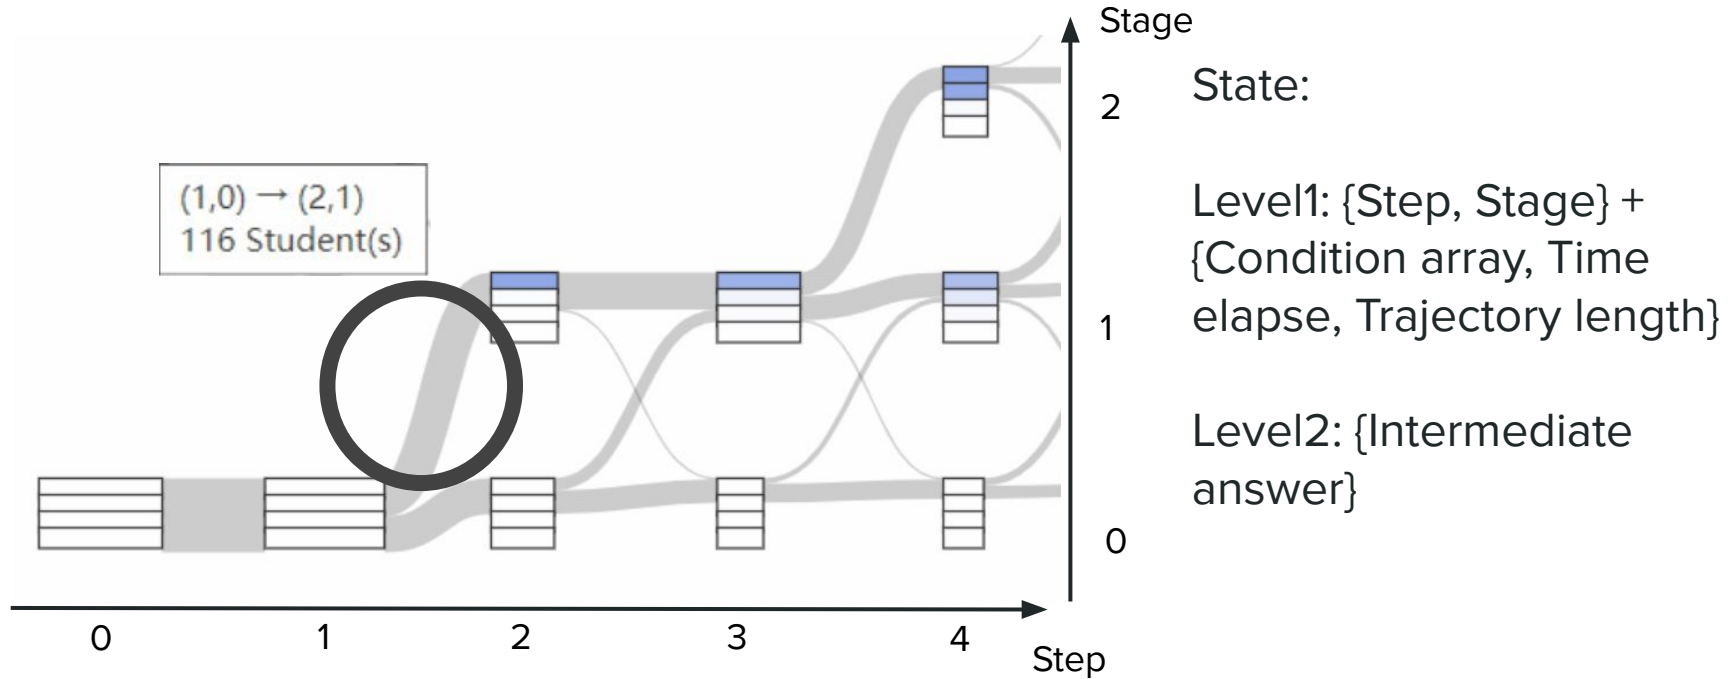 Stage
State:
2
(1,0) → (2,1)
116 Student(s)
Level1: {Step, Stage} +
{Condition array, Time
elapse, Trajectory length}
1
Level2: {Intermediate
answer}
0
0 1 2 3 4
Step